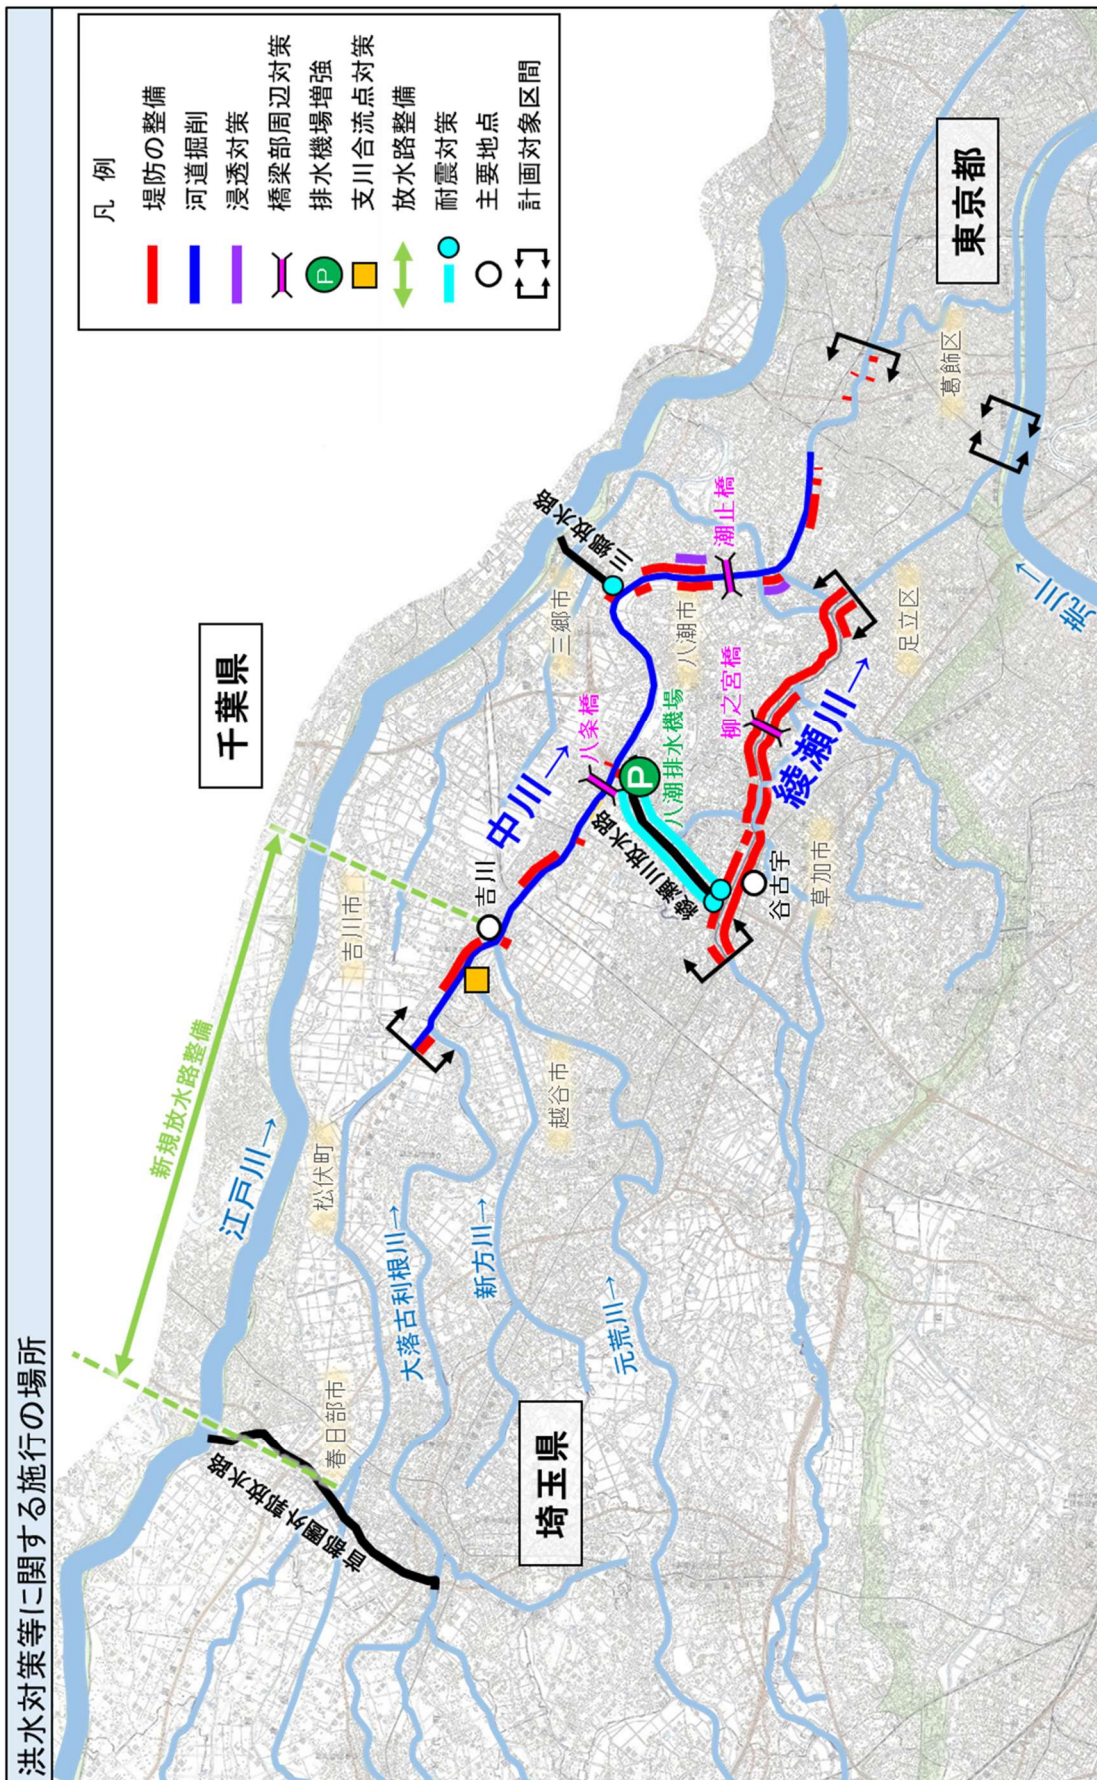 洪水対策等に関する施行の場所
凡 例
堤防の整備
河道掘削
浸透対策
橋梁部周辺対策
P
排水機場増強
支川合流点対策
放水路整備
耐震対策
主要地点
計画対象区間
千葉県
新規放水路整備
江戸川→
首都圏外郭放水路
春日部市
松伏町
吉川市
大落古利根川→
新方川→
元荒川→
越谷市
吉川
中川→
八条橋
三郷市
三郷放水路
P
八潮排水機場
綾瀬川放水路
八潮市
潮止橋
柳之宮橋
綾瀬川→
谷古宇
草加市
足立区
葛飾区
荒川→
埼玉県
東京都